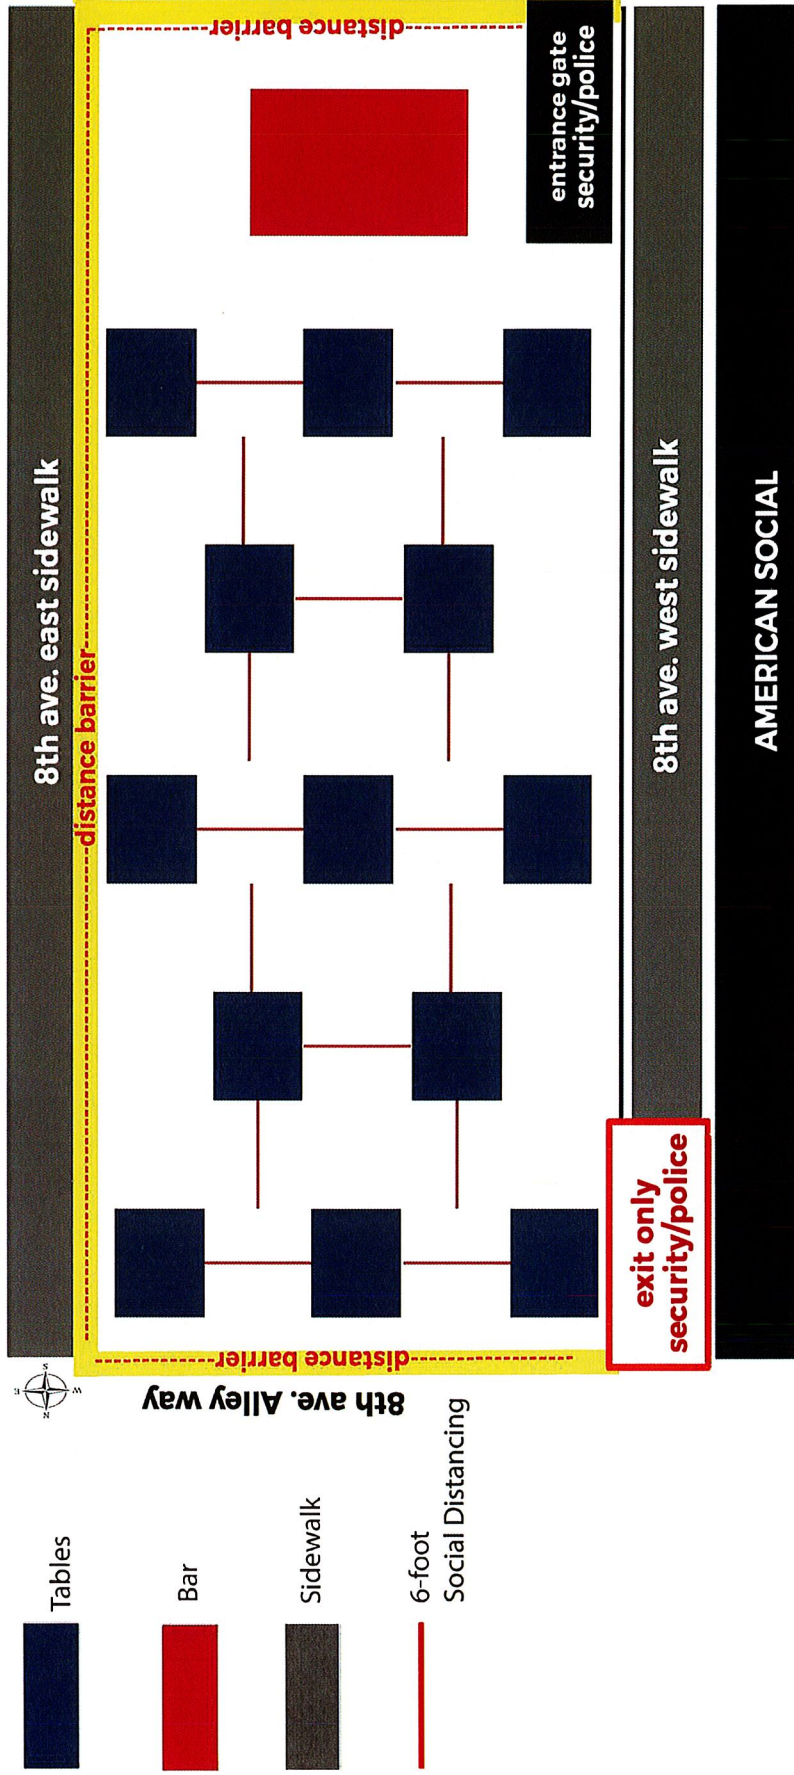 8th ave. east sidewalk
distance barrier
distance barrier
distance barrier
entrance gate
security/police
exit only
security/police
8th ave. west sidewalk
AMERICAN SOCIAL
8th ave. Alley way
N
S
E
W
Tables
Bar
Sidewalk
6-foot
Social Distancing